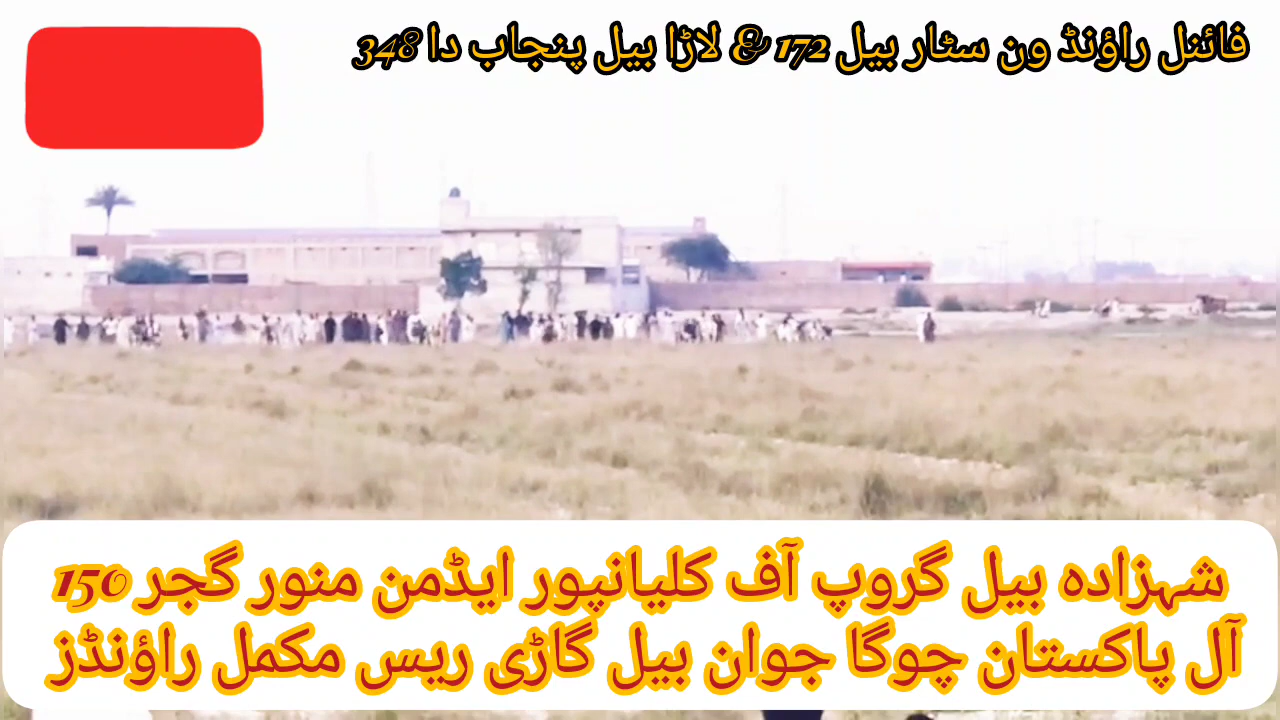 فائنل راؤنڈ ون سٹار بیل 172 & لاڑا بیل پنجاب دا 348
شہزادہ بیل گروپ آف کلیانپور ایڈمن منور گجر 150
آل پاکستان چوگا جوان بیل گاڑی ریس مکمل راؤنڈز